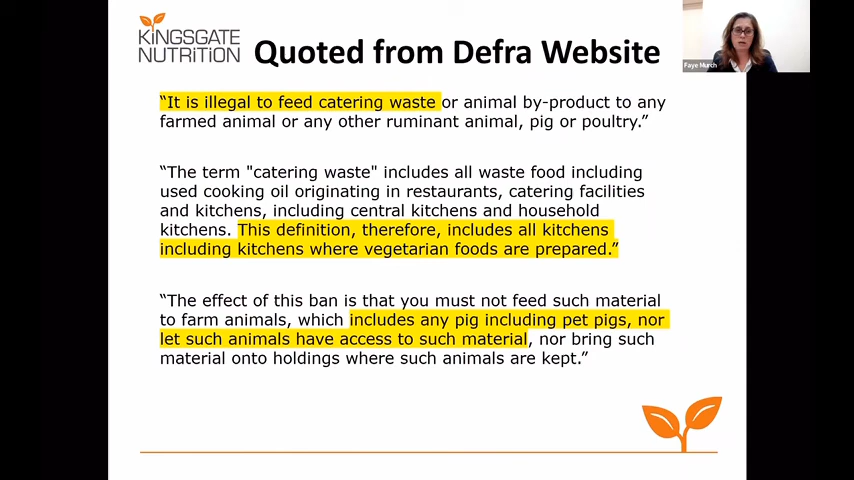 KINGSGATE
NUTRITION
Quoted from Defra Website
Faye Murch
“It is illegal to feed catering waste or animal by-product to any
farmed animal or any other ruminant animal, pig or poultry.”
“The term "catering waste" includes all waste food including
used cooking oil originating in restaurants, catering facilities
and kitchens, including central kitchens and household
kitchens. This definition, therefore, includes all kitchens
including kitchens where vegetarian foods are prepared.”
“The effect of this ban is that you must not feed such material
to farm animals, which includes any pig including pet pigs, nor
let such animals have access to such material, nor bring such
material onto holdings where such animals are kept.”